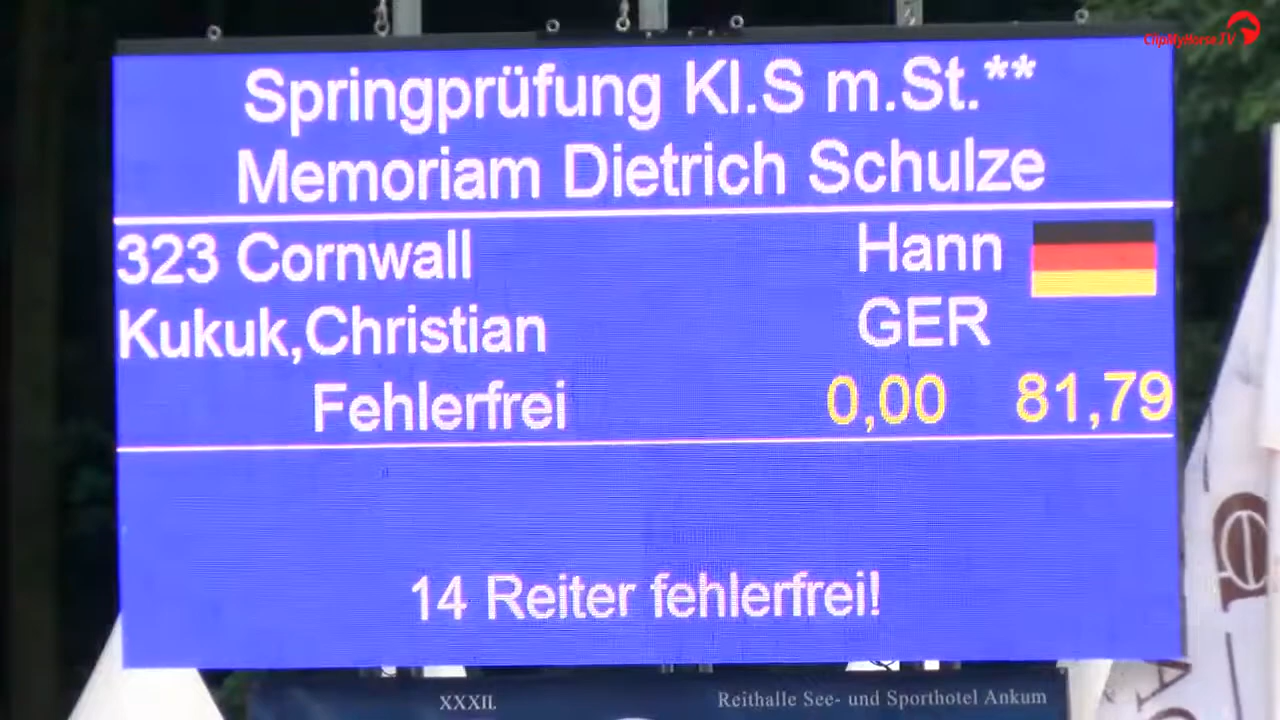 ClipMyHorse.TV
Springprüfung Kl.S m.St.**
Memoriam Dietrich Schulze
323 Cornwall Hann
Kukuk,Christian GER
Fehlerfrei 0,00 81,79
14 Reiter fehlerfrei!
XXXII. Reithalle See- und Sporthotel Ankum